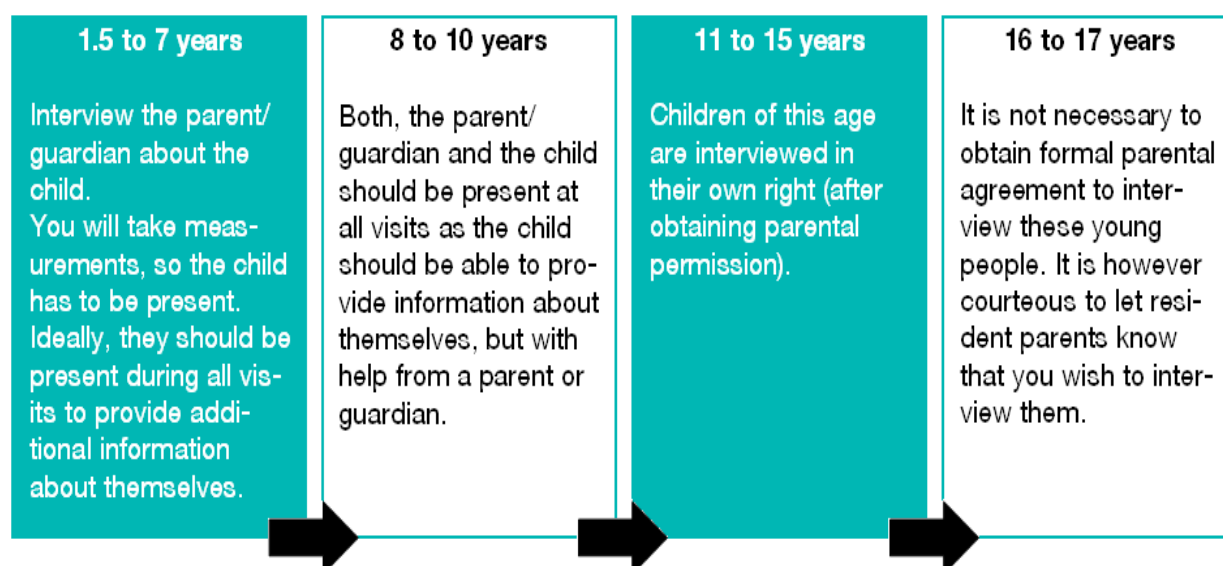 1.5 to 7 years
Interview the parent/
guardian about the
child.
You will take meas-
urements, so the child
has to be present.
Ideally, they should be
present during all vis-
its to provide addi-
tional information
about themselves.
8 to 10 years
Both, the parent/
guardian and the child
should be present at
all visits as the child
should be able to pro-
vide information about
themselves, but with
help from a parent or
guardian.
11 to 15 years
Children of this age
are interviewed in
their own right (after
obtaining parental
permission).
16 to 17 years
It is not necessary to
obtain formal parental
agreement to inter-
view these young
people. It is however
courteous to let resi-
dent parents know
that you wish to inter-
view them.